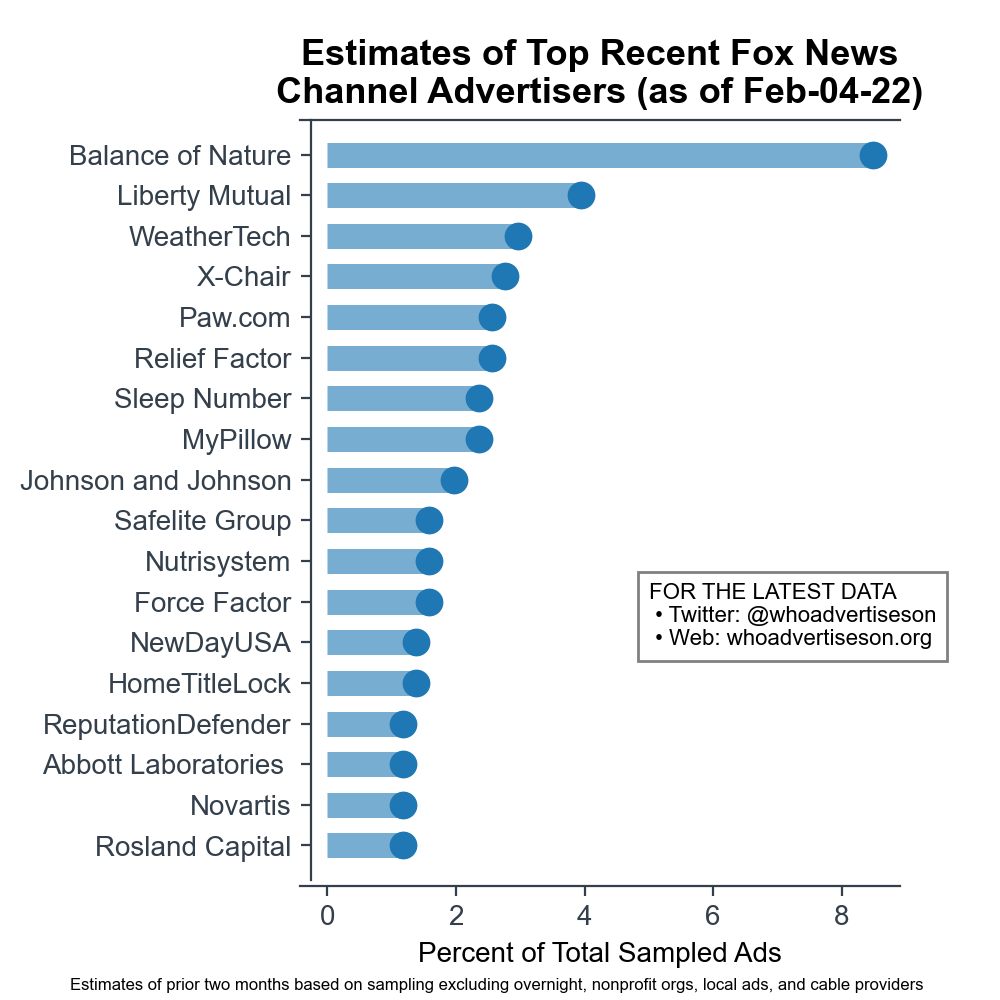 Estimates of Top Recent Fox News
Channel Advertisers (as of Feb-04-22)
Balance of Nature
Liberty Mutual
WeatherTech
X-Chair
Paw.com
Relief Factor
Sleep Number
MyPillow
Johnson and Johnson
Safelite Group
Nutrisystem
Force Factor
NewDayUSA
HomeTitleLock
ReputationDefender
Abbott Laboratories
Novartis
Rosland Capital
FOR THE LATEST DATA
• Twitter: @whoadvertiseson
• Web: whoadvertiseson.org
0 2 4 6 8
Percent of Total Sampled Ads
Estimates of prior two months based on sampling excluding overnight, nonprofit orgs, local ads, and cable providers